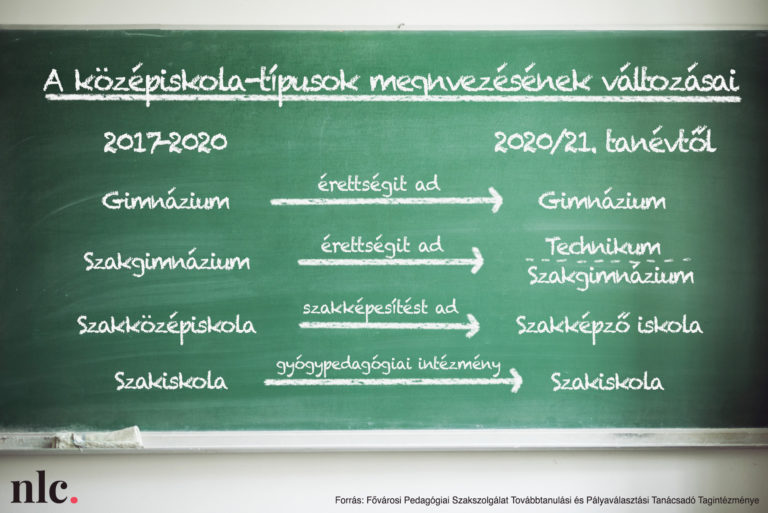 A középiskola-típusok megnvezésének változásai
2017-2020 2020/21. tanévtől
Gimnázium érettségit ad Gimnázium
Szakgimnázium érettségit ad Technikum
Szakgimnázium
Szakközépiskola szakképesítést ad Szakképző iskola
Szakiskola gyógypedagógiai intézmény Szakiskola
nlc.
Forrás: Fővárosi Pedagógiai Szakszolgálat Továbbtanulási és Pályaválasztási Tanácsadó Tagintézménye